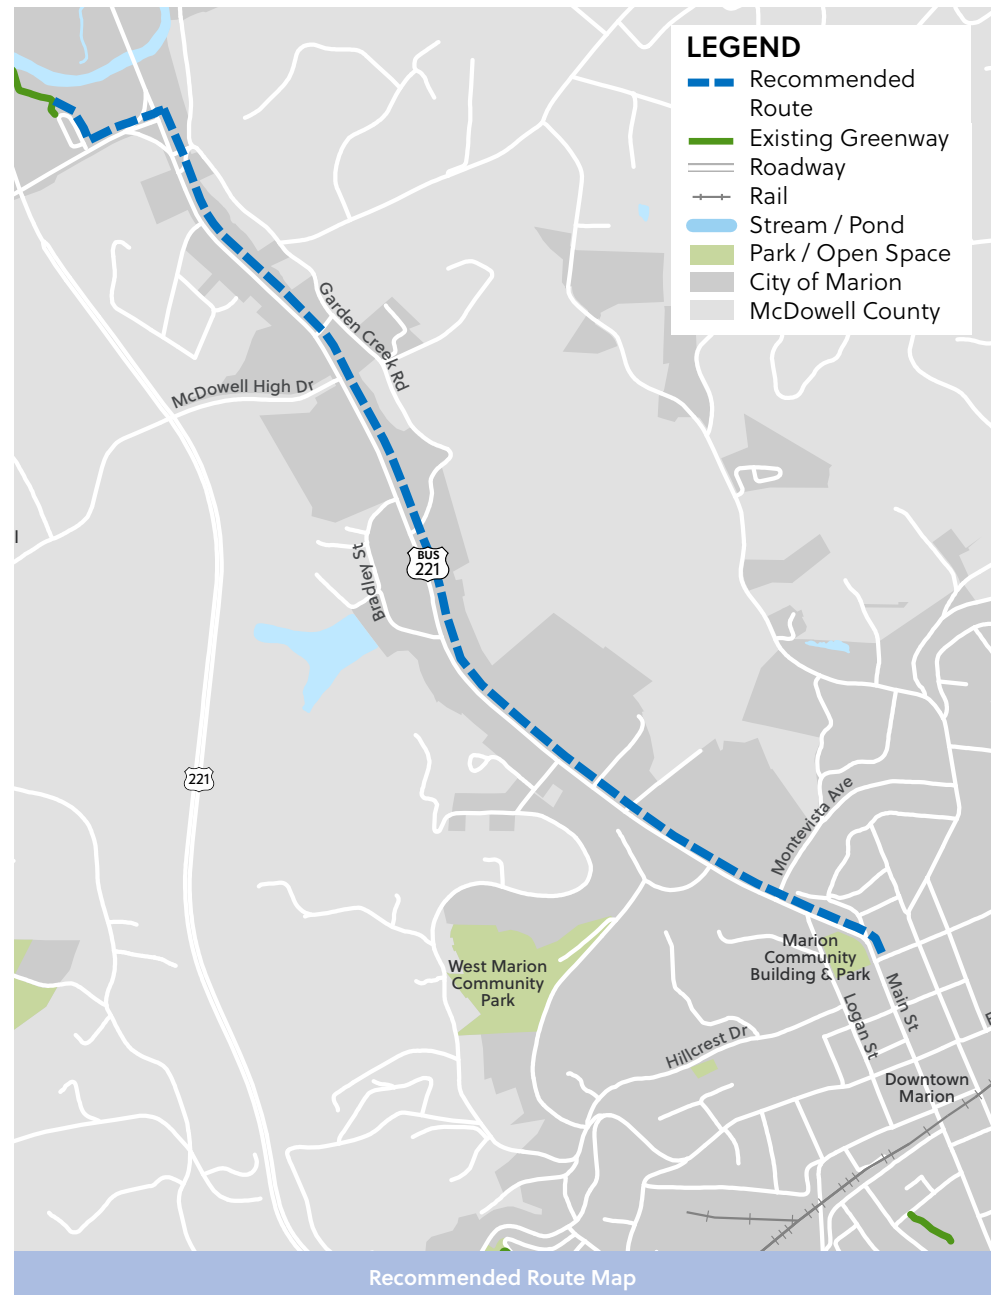 LEGEND
Recommended
Route
Existing Greenway
Roadway
Rail
Stream / Pond
Park / Open Space
City of Marion
McDowell County
Garden Creek Rd
McDowell High Dr
Bradley St
BUS
221
221
Montevista Ave
Marion
Community
Building & Park
West Marion
Community
Park
Main St
Logan St
Hillcrest Dr
Downtown
Marion
Recommended Route Map